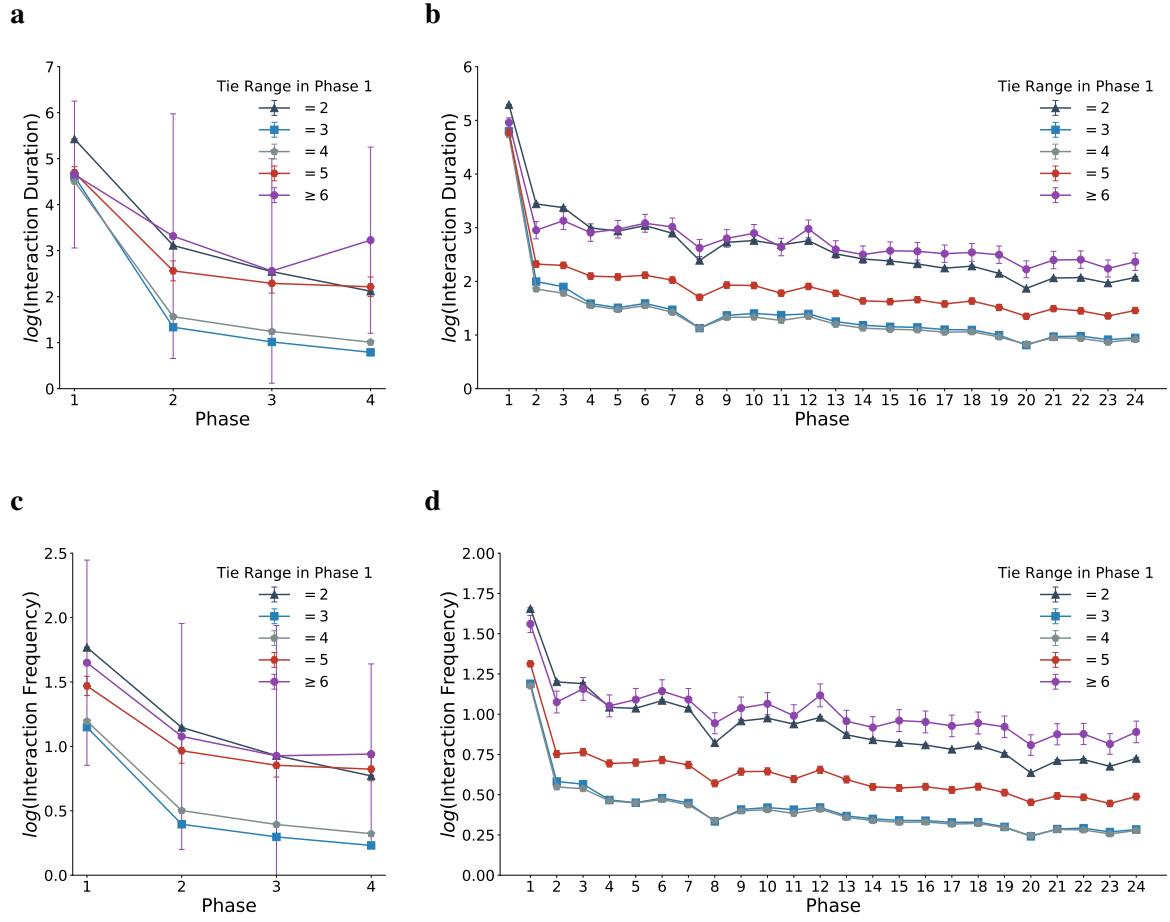 a
b
7
6
5
4
3
2
1
0
log(Interaction Duration)
Tie Range in Phase 1
= 2
= 3
= 4
= 5
≥ 6
1 2 3 4
Phase
6
5
4
3
2
1
0
log(Interaction Duration)
Tie Range in Phase 1
= 2
= 3
= 4
= 5
≥ 6
1 2 3 4 5 6 7 8 9 10 11 12 13 14 15 16 17 18 19 20 21 22 23 24
Phase
c
d
2.5
2.0
1.5
1.0
0.5
0.0
log(Interaction Frequency)
Tie Range in Phase 1
= 2
= 3
= 4
= 5
≥ 6
1 2 3 4
Phase
2.00
1.75
1.50
1.25
1.00
0.75
0.50
0.25
0.00
log(Interaction Frequency)
Tie Range in Phase 1
= 2
= 3
= 4
= 5
≥ 6
1 2 3 4 5 6 7 8 9 10 11 12 13 14 15 16 17 18 19 20 21 22 23 24
Phase